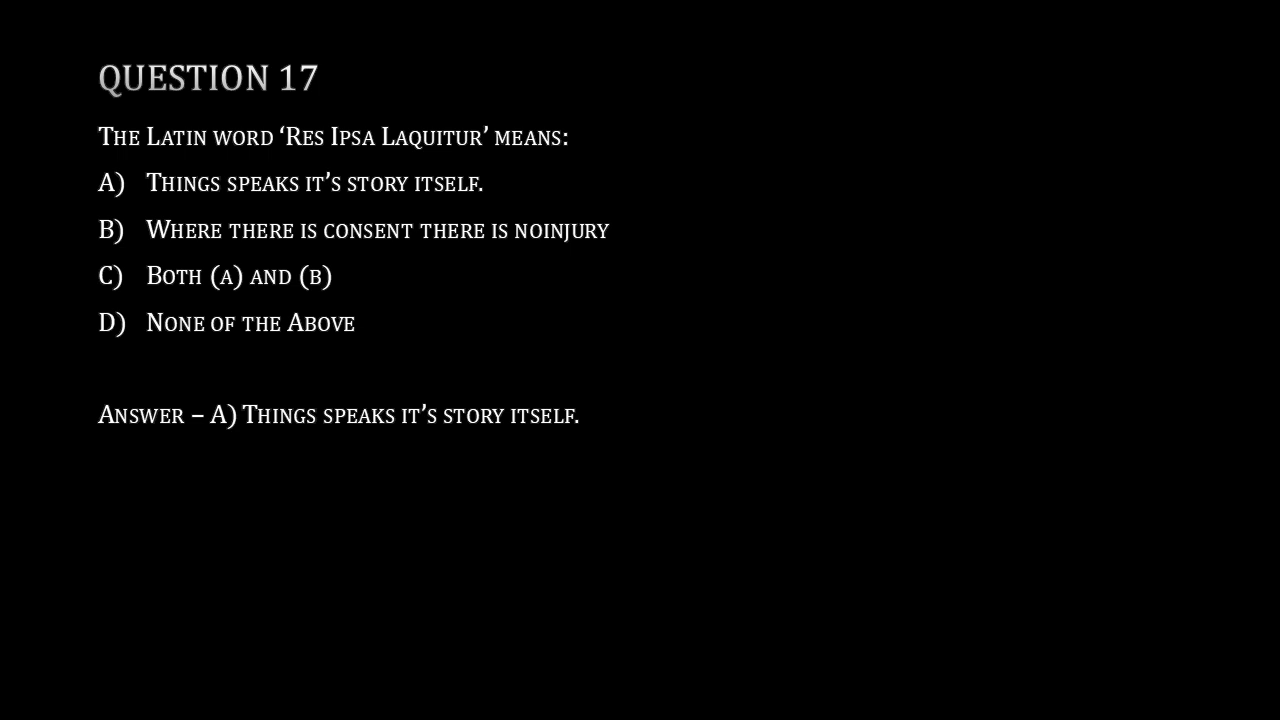 QUESTION 17
The Latin word ‘Res Ipsa Laquitur’ means:
A) Things speaks it’s story itself.
B) Where there is consent there is noinjury
C) Both (a) and (b)
D) None of the Above
Answer – A) Things speaks it’s story itself.